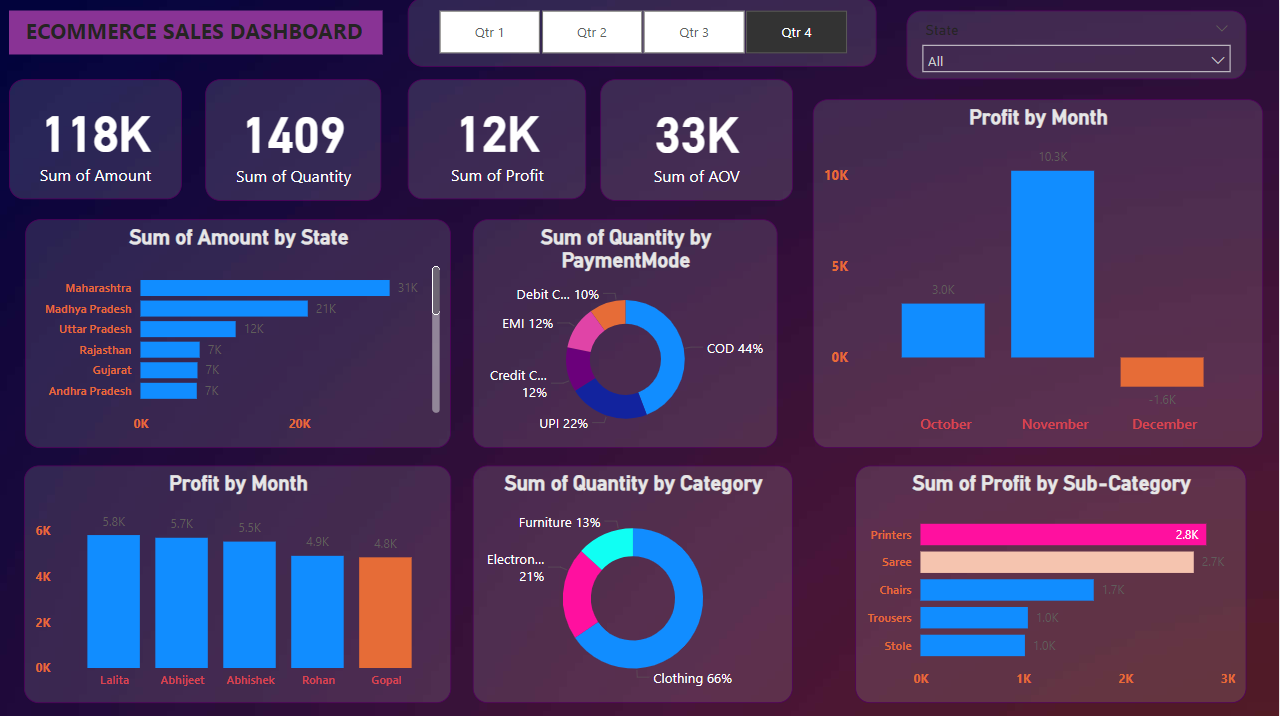 ECOMMERCE SALES DASHBOARD
Qtr 1
Qtr 2
Qtr 3
Qtr 4
State
All
118K
Sum of Amount
1409
Sum of Quantity
12K
Sum of Profit
33K
Sum of AOV
Profit by Month
10K
5K
0K
3.0K
10.3K
-1.6K
October
November
December
Sum of Amount by State
Maharashtra
31K
Madhya Pradesh
21K
Uttar Pradesh
12K
Rajasthan
7K
Gujarat
7K
Andhra Pradesh
7K
0K
20K
Sum of Quantity by
PaymentMode
Debit C... 10%
EMI 12%
Credit C...
12%
UPI 22%
COD 44%
Profit by Month
6K
4K
2K
0K
5.8K
5.7K
5.5K
4.9K
4.8K
Lalita
Abhijeet
Abhishek
Rohan
Gopal
Sum of Quantity by Category
Furniture 13%
Electron...
21%
Clothing 66%
Sum of Profit by Sub-Category
Printers
2.8K
Saree
2.7K
Chairs
1.7K
Trousers
1.0K
Stole
1.0K
0K
1K
2K
3K